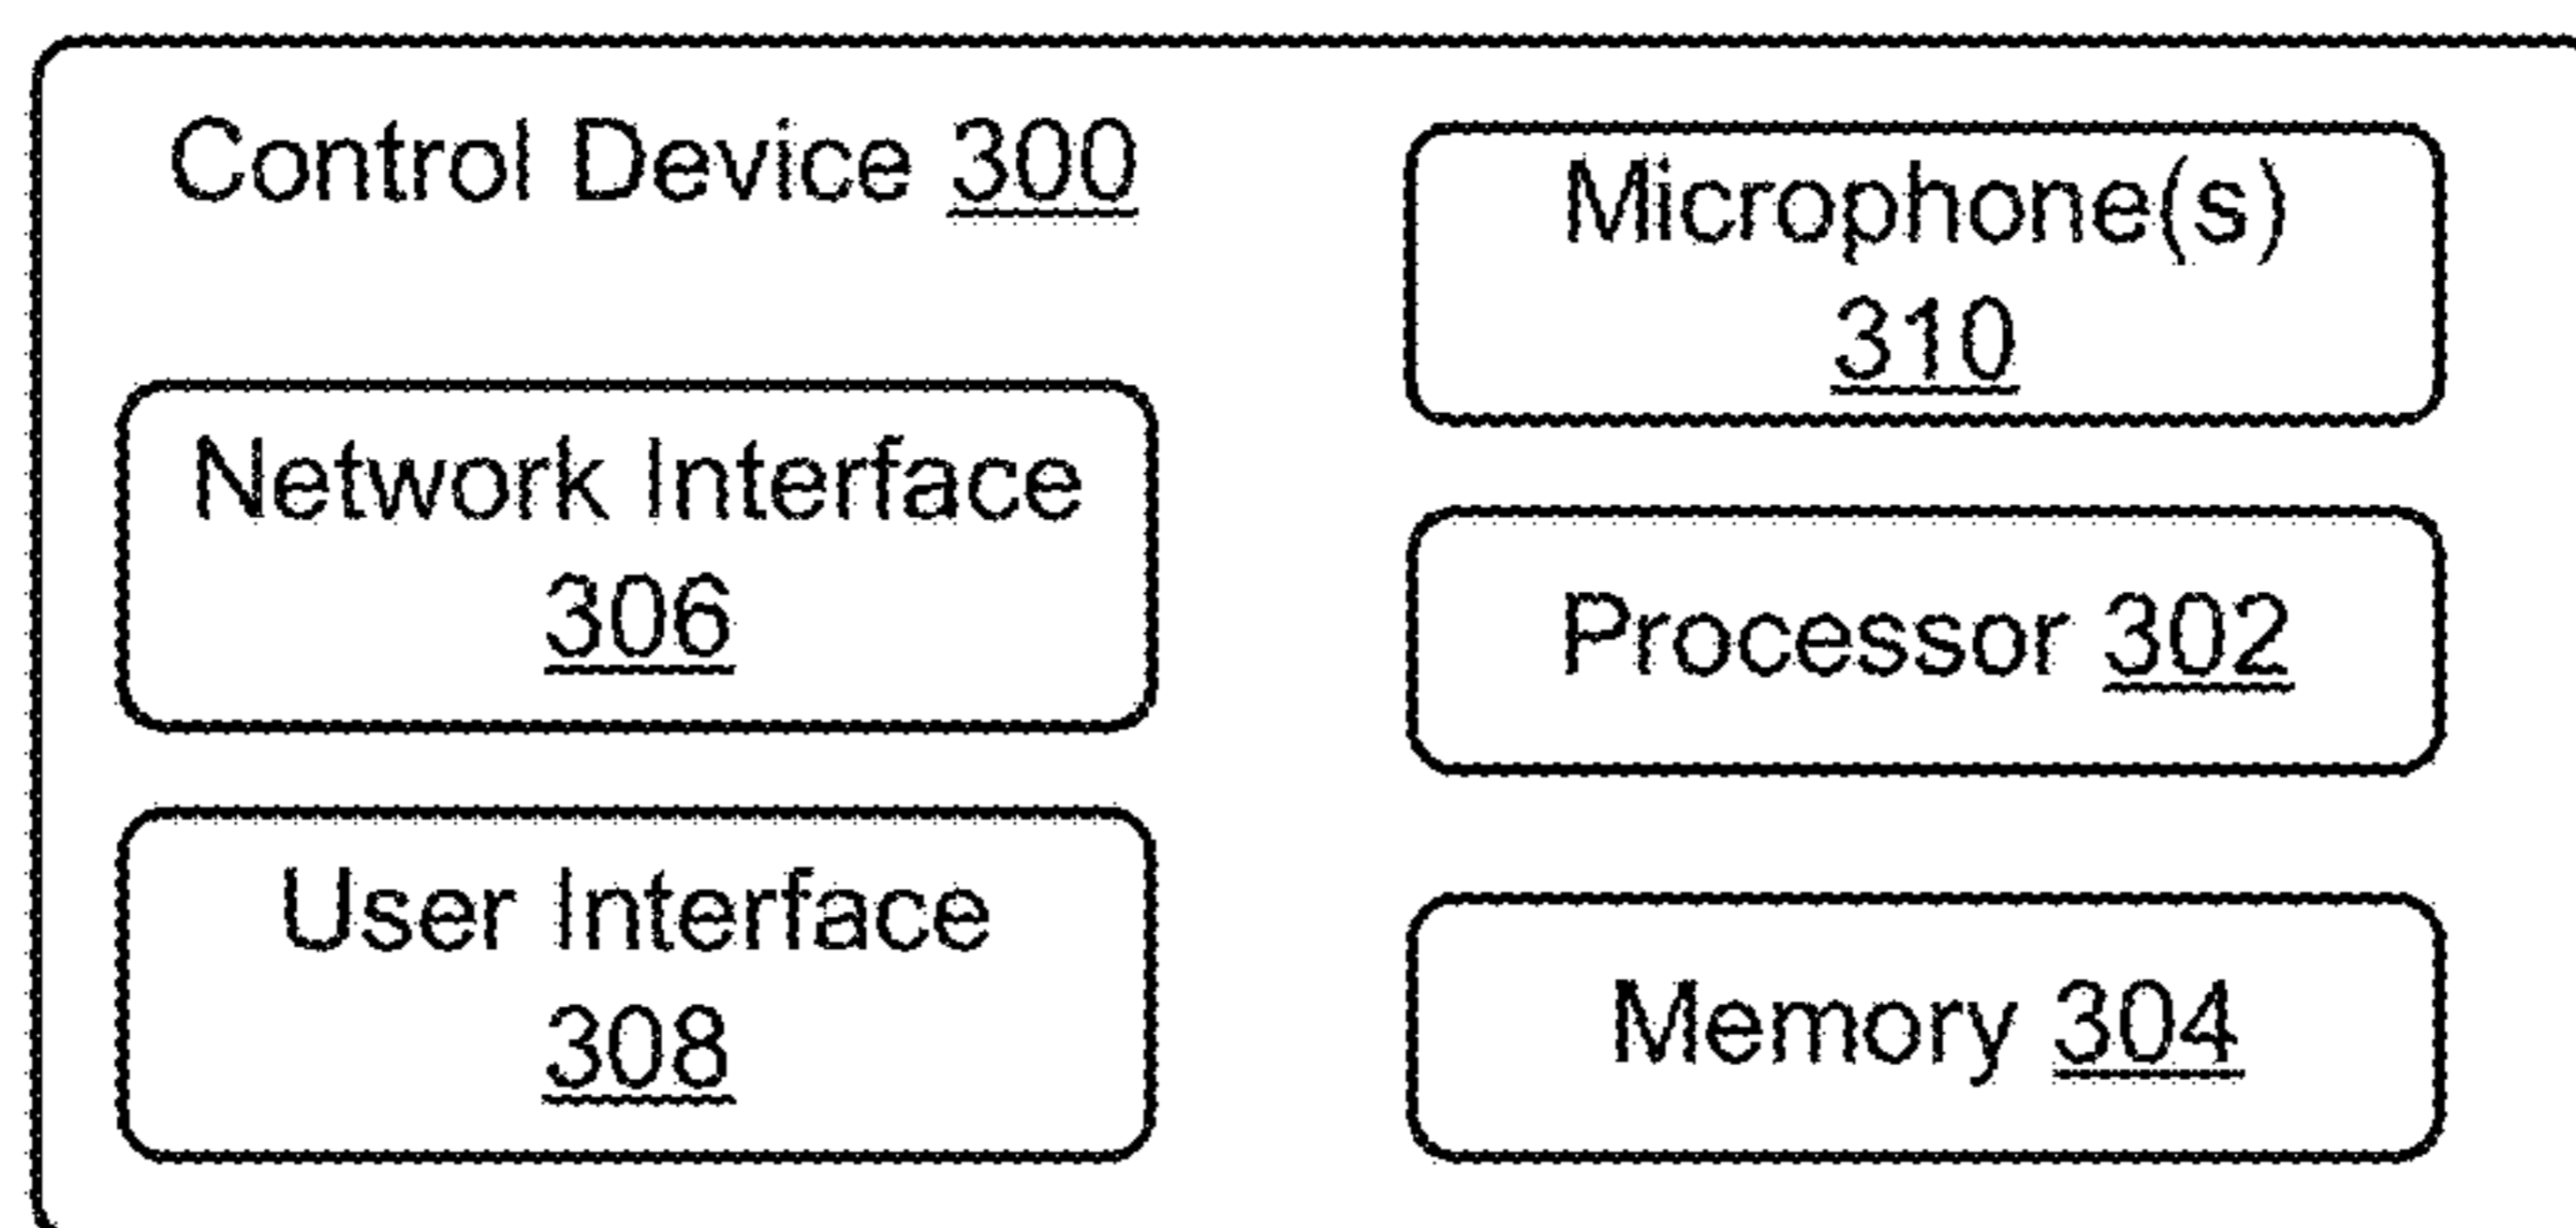 Control Device 300
Network Interface
306
User Interface
308
Microphone(s)
310
Processor 302
Memory 304